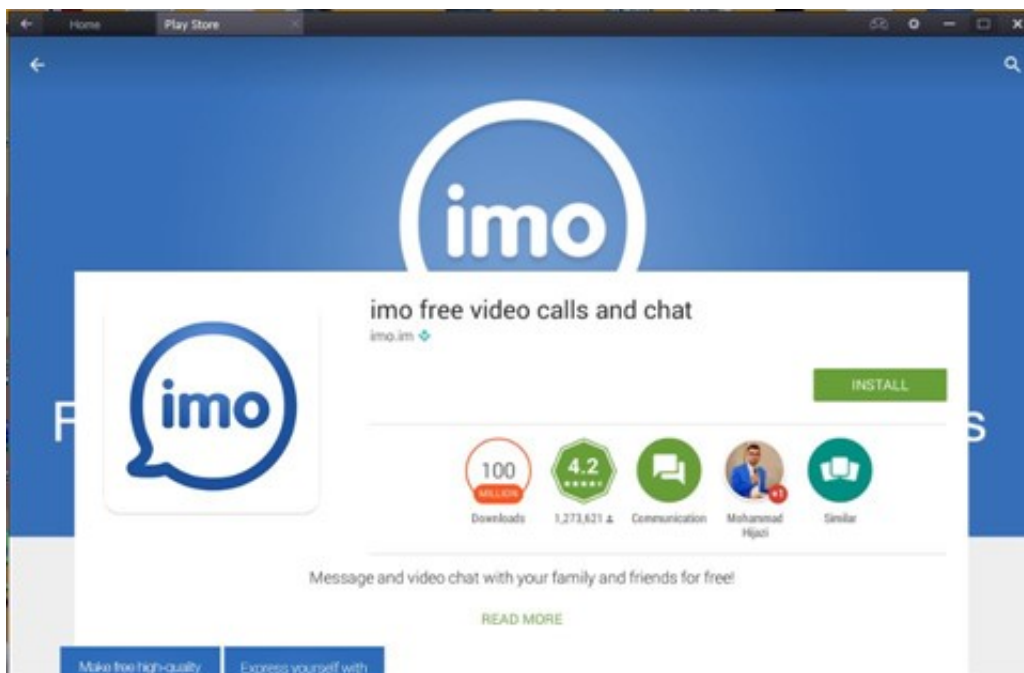 Home
Play Store
imo
imo free video calls and chat
imo.im
imo
INSTALL
F
s
100
MILLION
4.2
+1
Downloads
1,273,621
Communication
Mohammad
Hijazi
Similar
Message and video chat with your family and friends for free!
READ MORE
Make free high-quality
Express yourself with